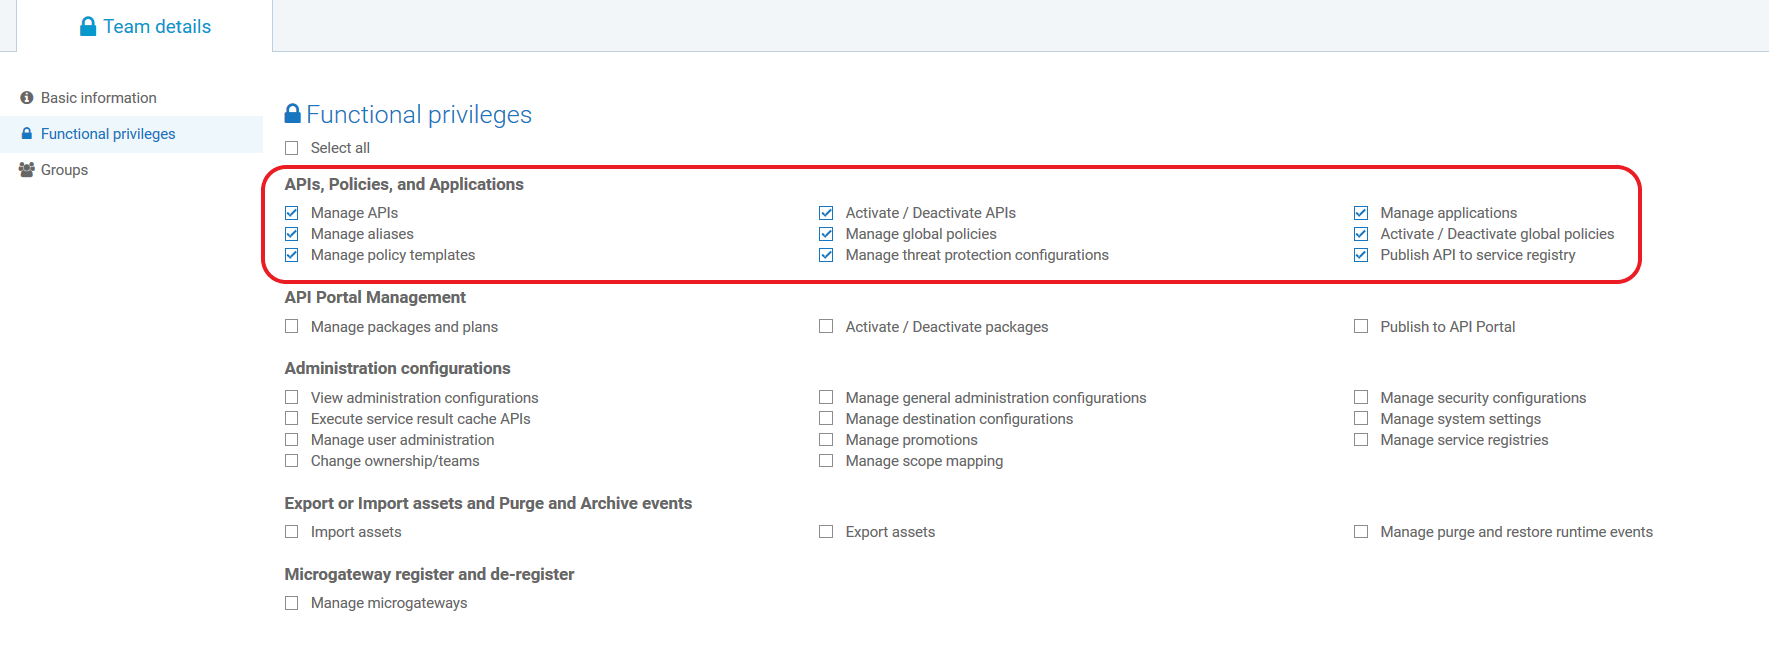 Team details
Basic information
Functional privileges
Groups
Functional privileges
Select all
APIs, Policies, and Applications
Manage APIs Activate / Deactivate APIs Manage applications
Manage aliases Manage global policies Activate / Deactivate global policies
Manage policy templates Manage threat protection configurations Publish API to service registry
API Portal Management
Manage packages and plans Activate / Deactivate packages Publish to API Portal
Administration configurations
View administration configurations Manage general administration configurations Manage security configurations
Execute service result cache APIs Manage destination configurations Manage system settings
Manage user administration Manage promotions Manage service registries
Change ownership/teams Manage scope mapping
Export or Import assets and Purge and Archive events
Import assets Export assets Manage purge and restore runtime events
Microgateway register and de-register
Manage microgateways